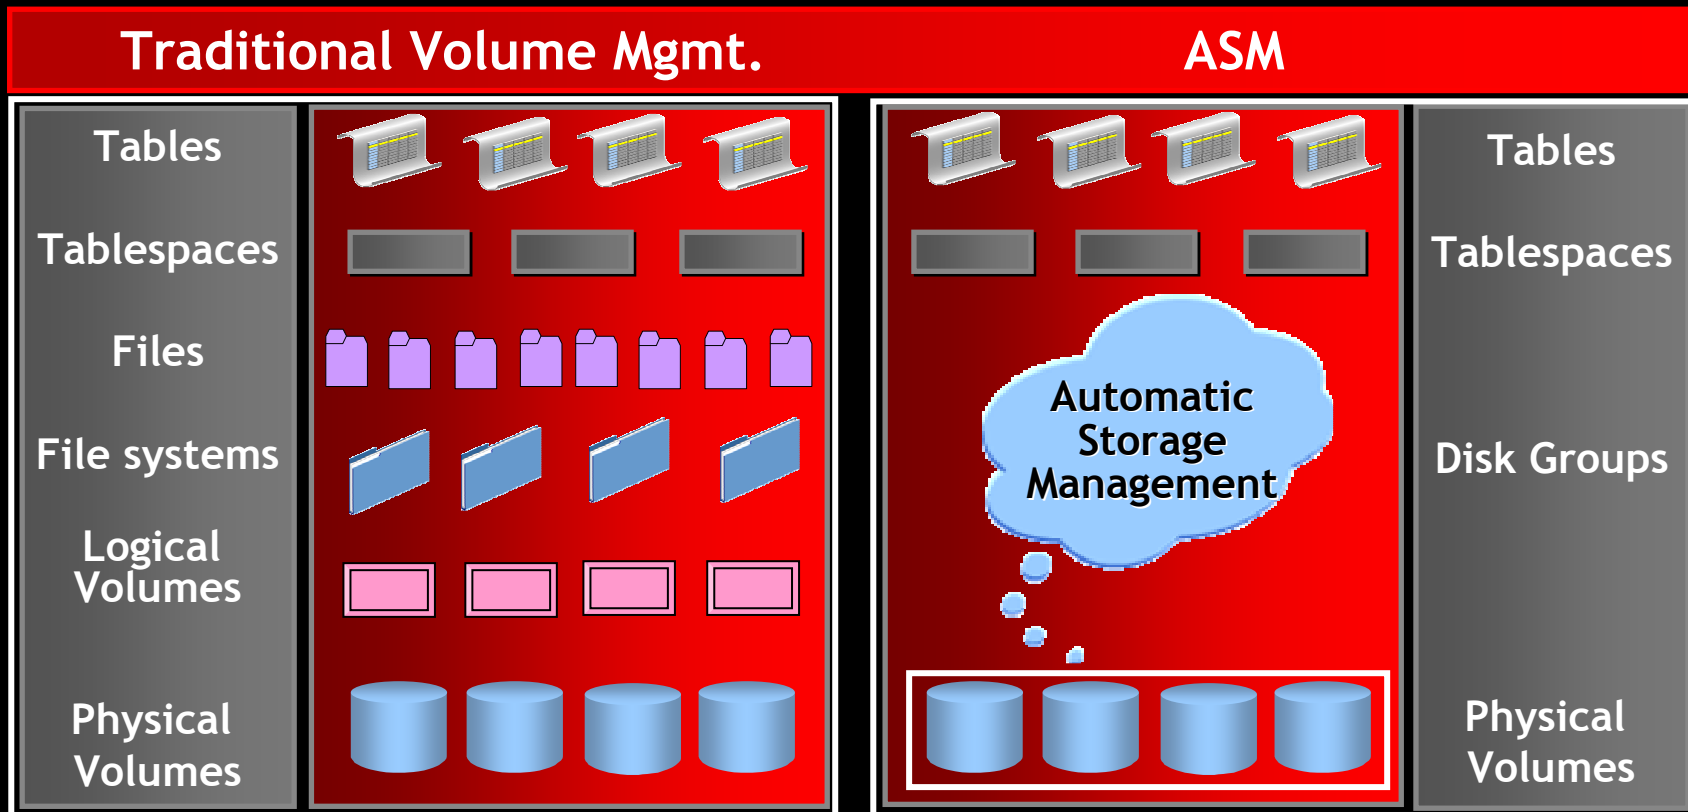 Traditional Volume Mgmt.
ASM
Tables
Tablespaces
Files
File systems
Logical
Volumes
Physical
Volumes
Automatic
Storage
Management
Tables
Tablespaces
Disk Groups
Physical
Volumes